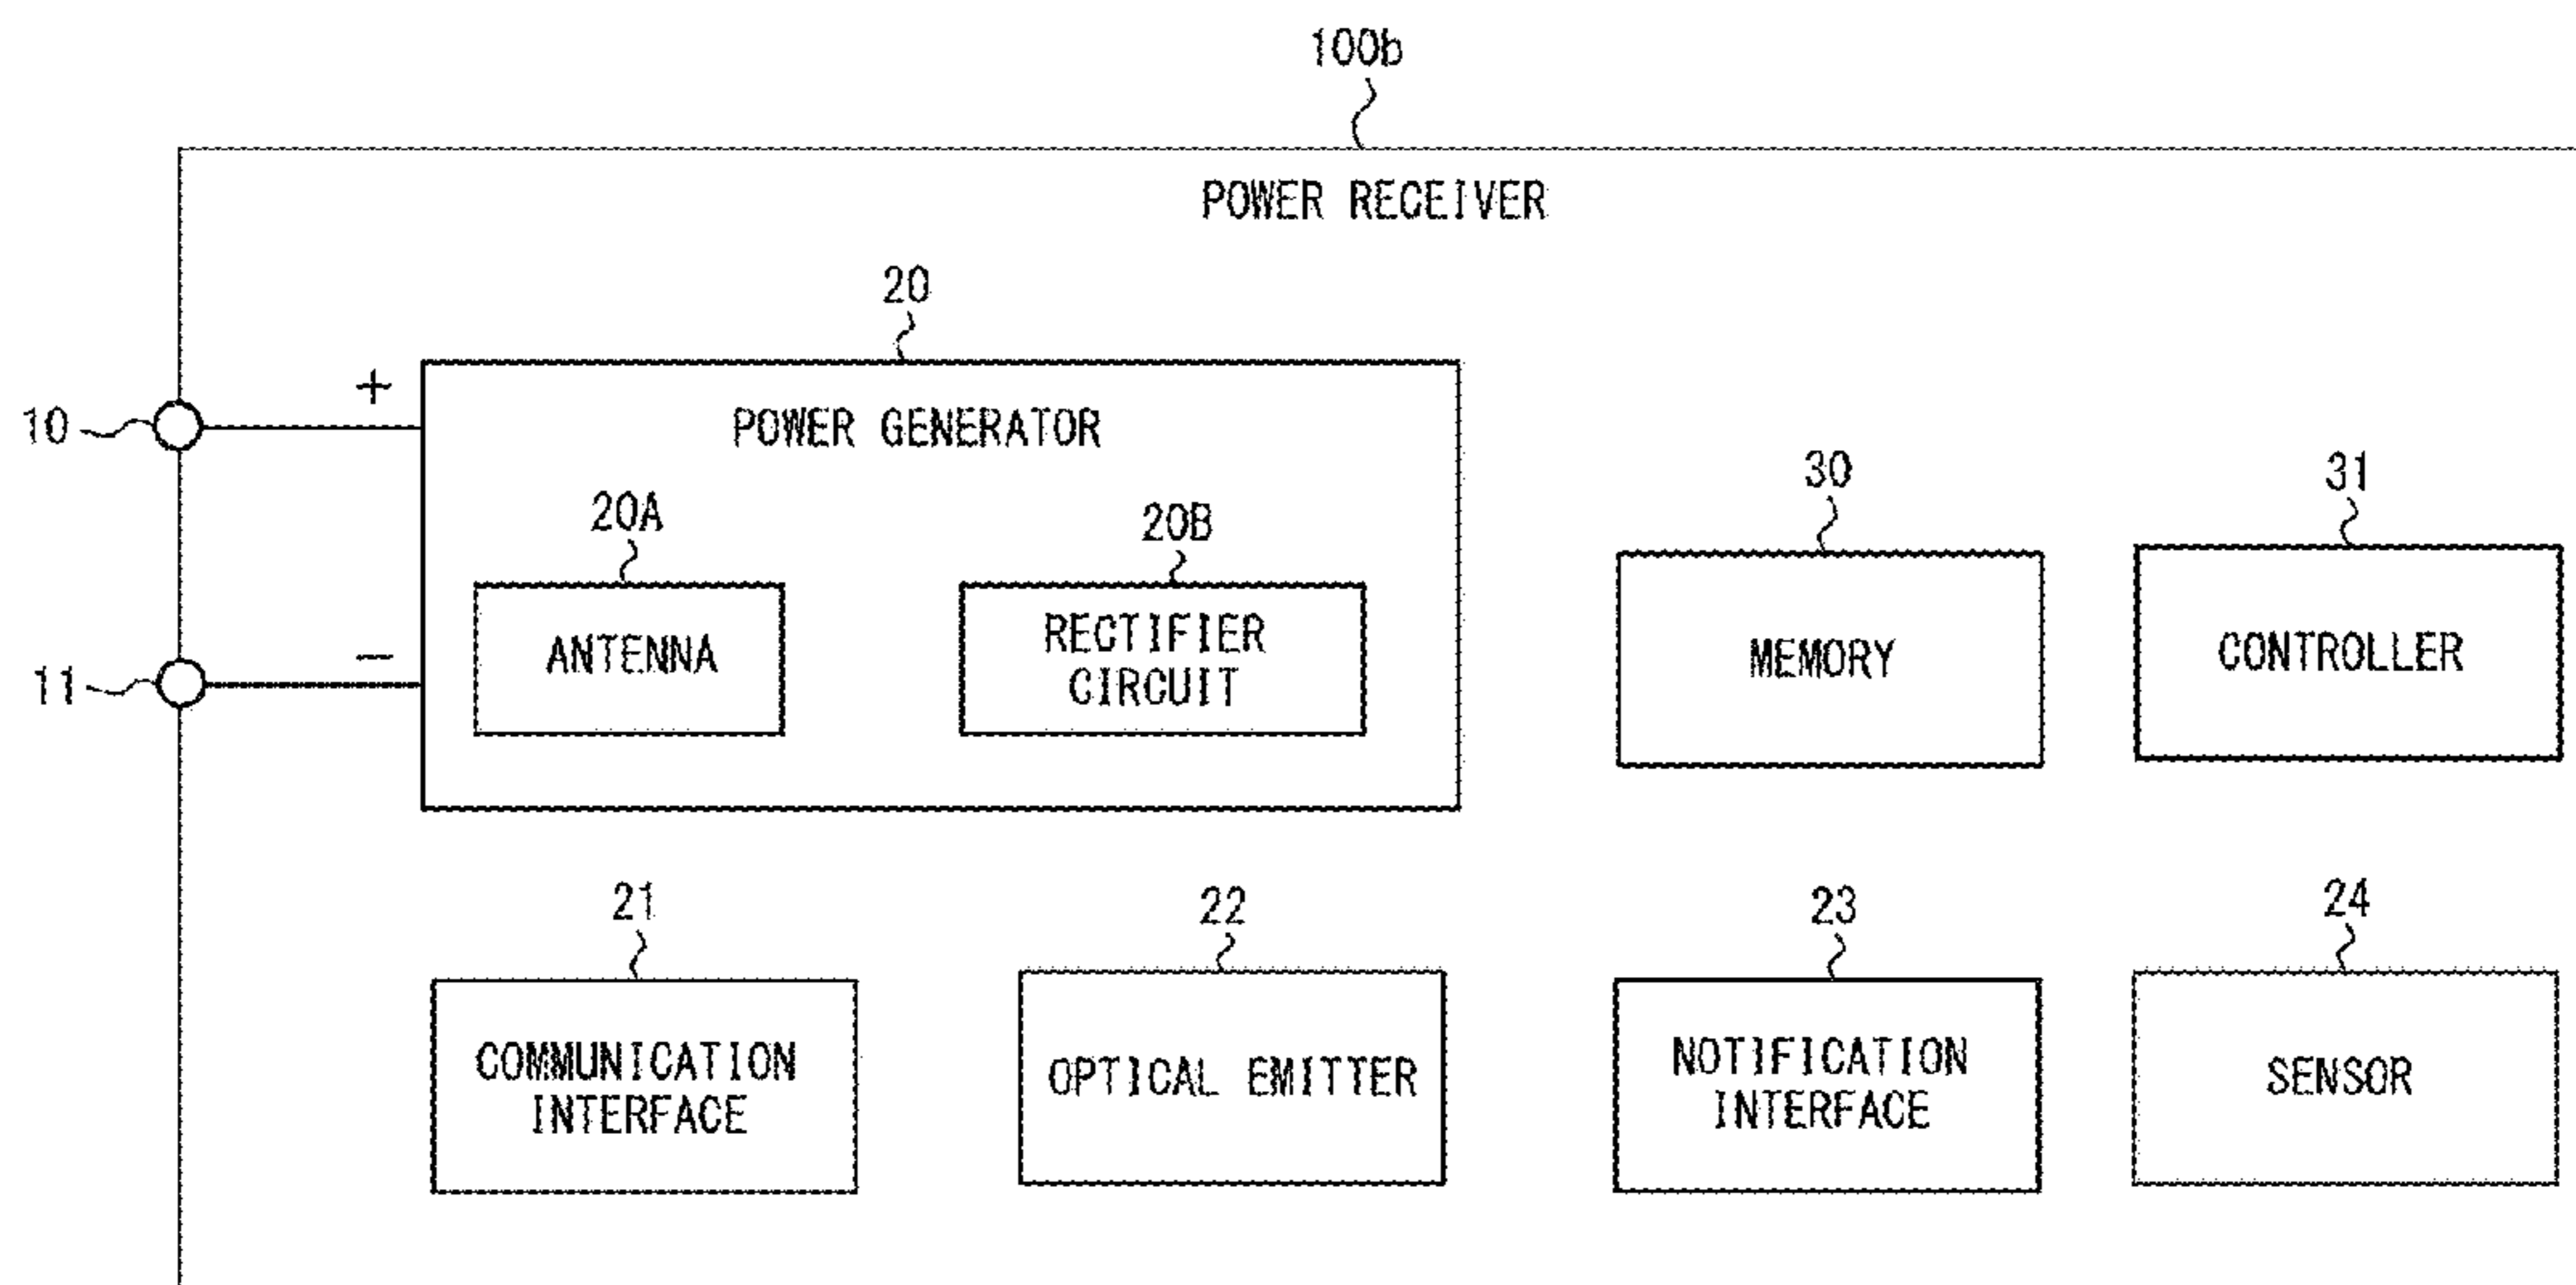 100b
POWER RECEIVER
20
10
+
POWER GENERATOR
20A
20B
ANTENNA
RECTIFIER
CIRCUIT
11
−
30
31
MEMORY
CONTROLLER
21
22
23
24
COMMUNICATION
INTERFACE
OPTICAL EMITTER
NOTIFICATION
INTERFACE
SENSOR